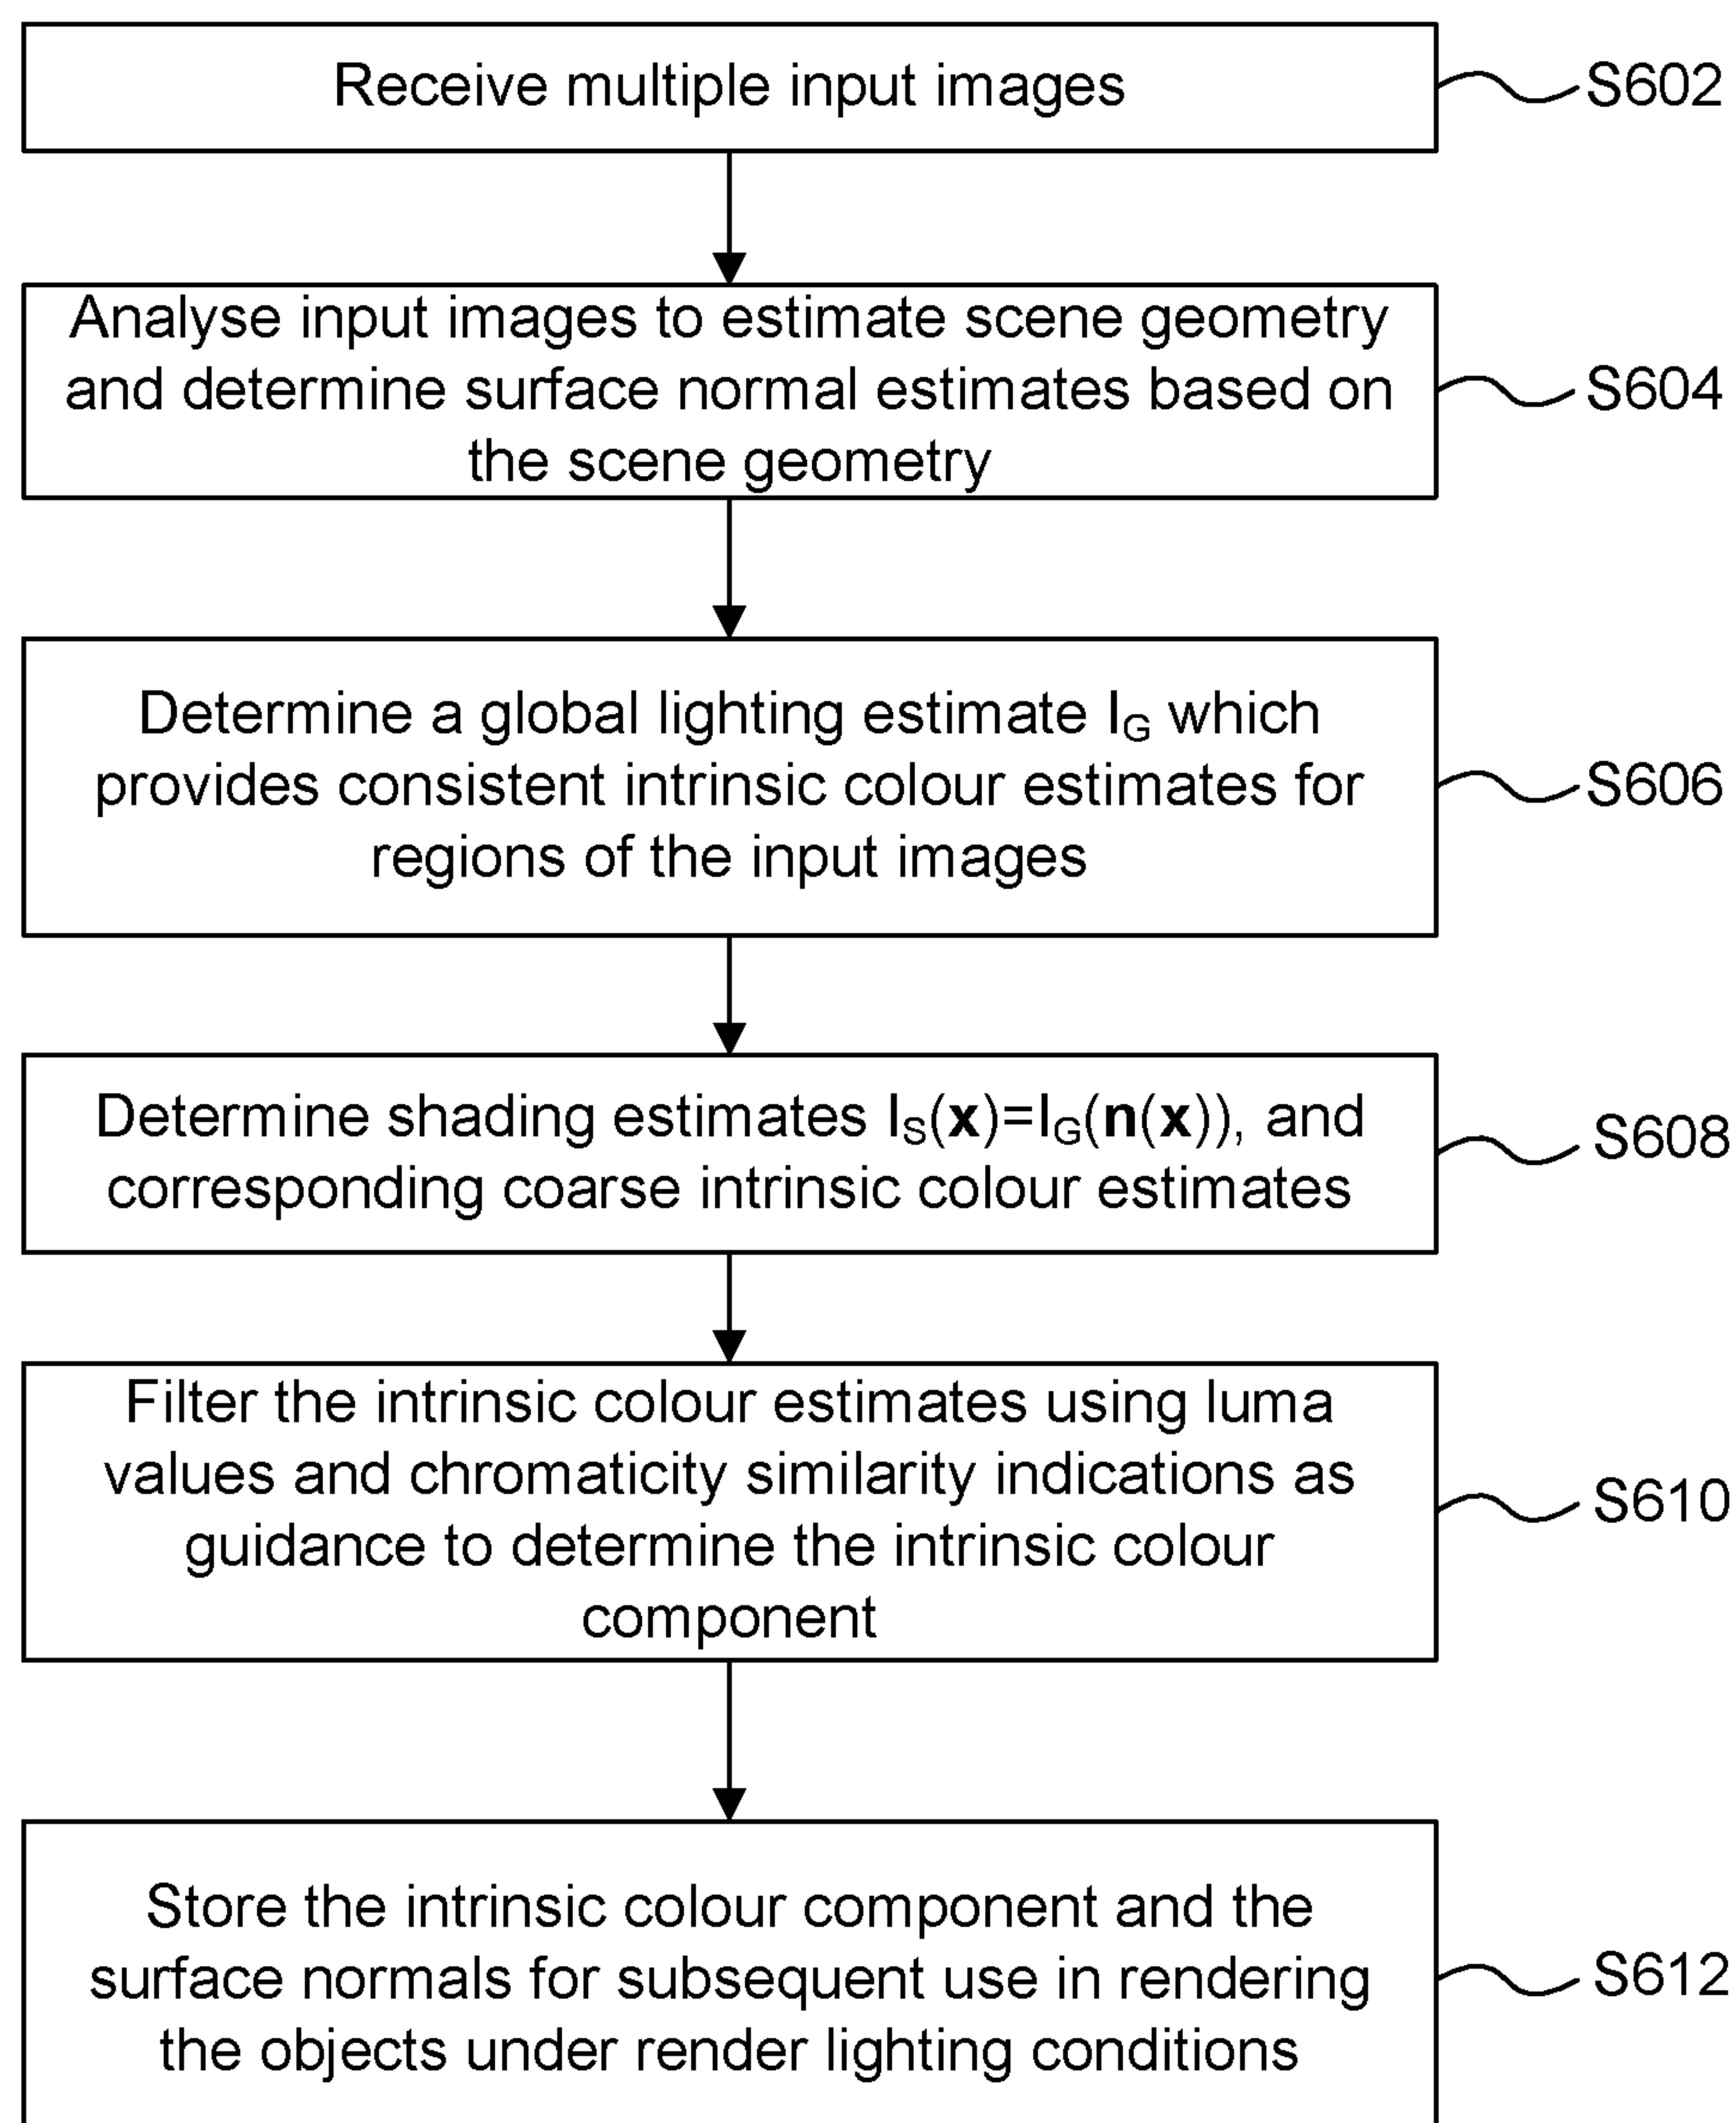 Receive multiple input images
S602
Analyse input images to estimate scene geometry
and determine surface normal estimates based on
the scene geometry
S604
Determine a global lighting estimate I_G which
provides consistent intrinsic colour estimates for
regions of the input images
S606
Determine shading estimates I_S(x)=I_G(n(x)), and
corresponding coarse intrinsic colour estimates
S608
Filter the intrinsic colour estimates using luma
values and chromaticity similarity indications as
guidance to determine the intrinsic colour
component
S610
Store the intrinsic colour component and the
surface normals for subsequent use in rendering
the objects under render lighting conditions
S612